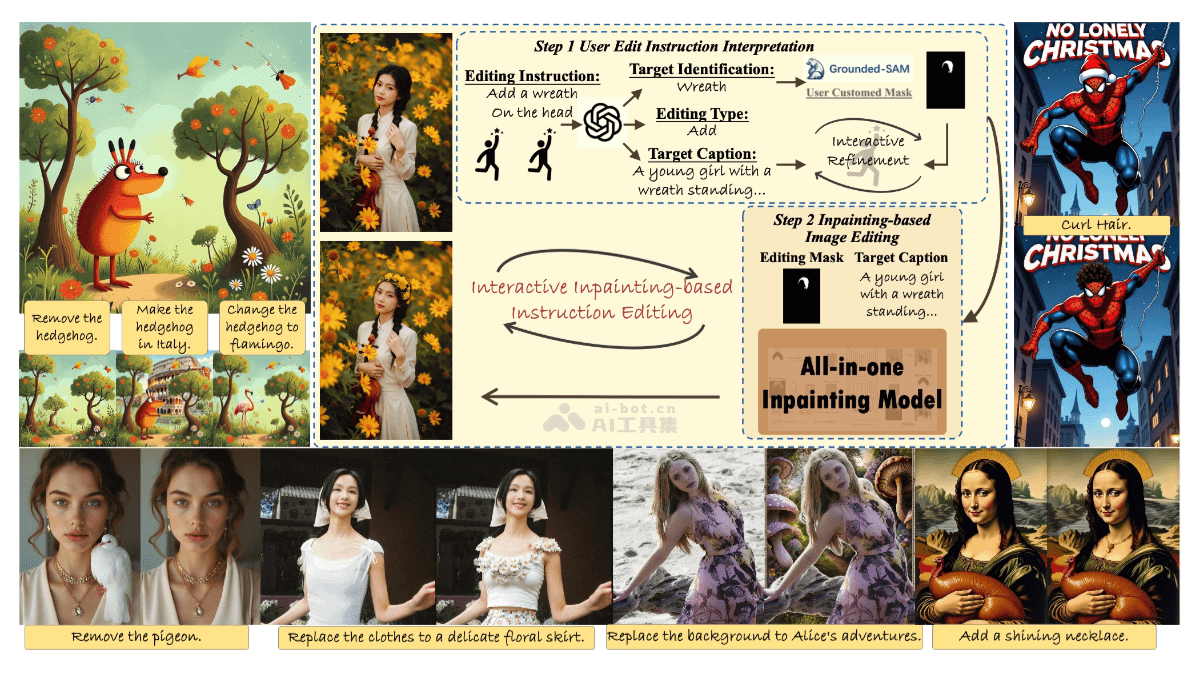 Step 1 User Edit Instruction Interpretation
Editing Instruction:
Add a wreath
On the head
Target Identification:
Wreath
Editing Type:
Add
Target Caption:
A young girl with a
wreath standing...
Grounded-SAM
User Customed Mask
Interactive
Refinement
Step 2 Inpainting-based
Image Editing
Editing Mask
Target Caption
A young girl
with a wreath
standing...
All-in-one
Inpainting Model
Interactive Inpainting-based
Instruction Editing
ai-bot.cn
AI工具集
NO LONELY
CHRISTMAS
Curl Hair.
NO LONELY
CHRISTMAS
Remove the
hedgehog.
Make the
hedgehog
in Italy.
Change the
hedgehog to
flamingo.
Remove the pigeon.
Replace the clothes to a delicate floral skirt.
Replace the background to Alice's adventures.
Add a shining necklace.